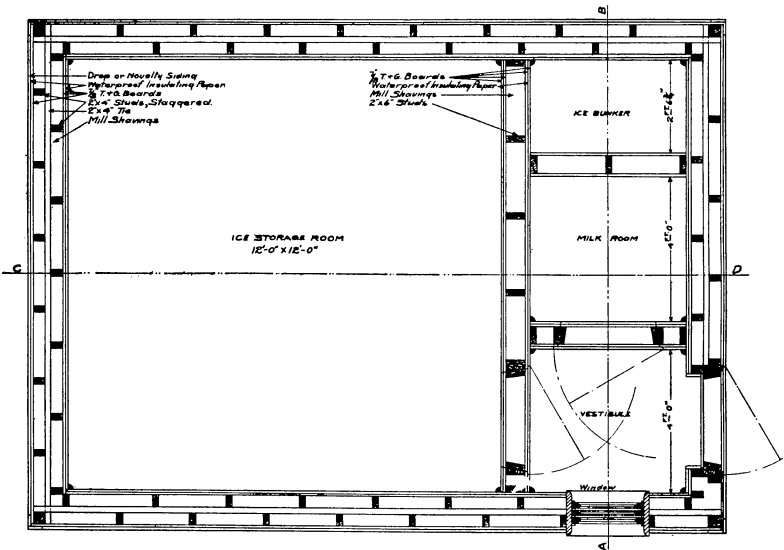 B
Drop or Novelty Siding
Waterproof Insulating Paper
⅞" T.+G. Boards
2"x4" Studs, Staggered.
2"x4" Tie
Mill Shavings
⅞" T.+G. Boards
Waterproof Insulating Paper
Mill Shavings
2"x6" Studs
ICE BUNKER
ICE STORAGE ROOM
12'-0" X 12'-0"
MILK ROOM
4 FT. 0"
C
D
VESTIBULE
4 FT. 0"
Window
A